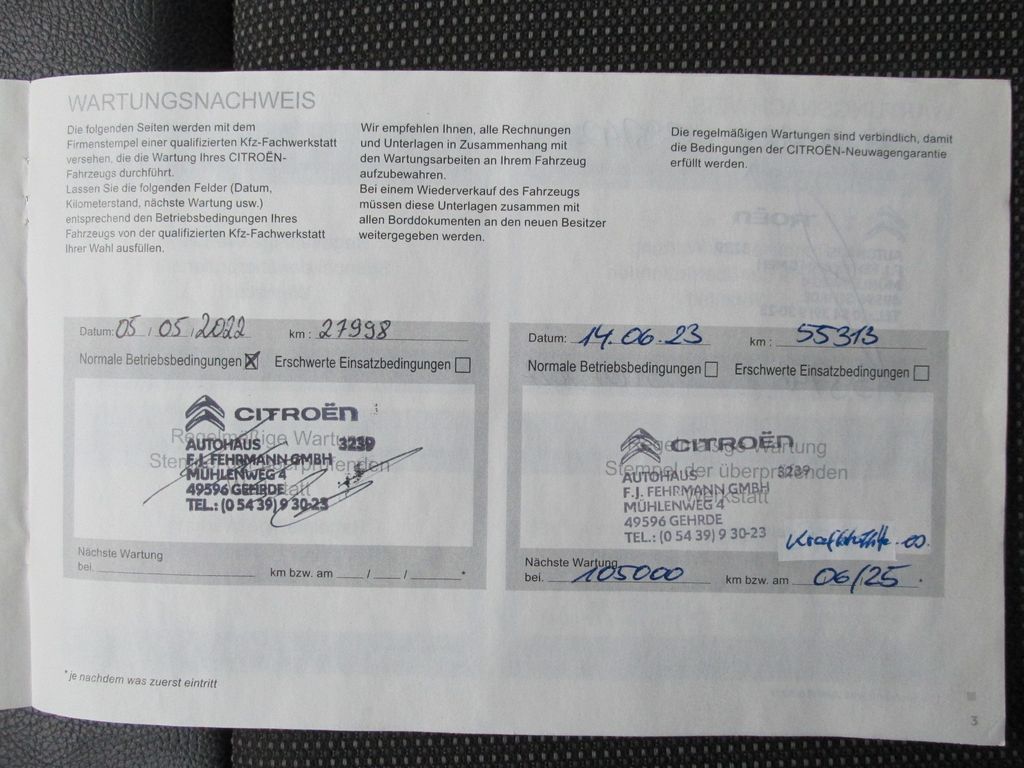 WARTUNGSNACHWEIS
Die folgenden Seiten werden mit dem
Firmenstempel einer qualifizierten Kfz-Fachwerkstatt
versehen, die die Wartung Ihres CITROËN-
Fahrzeugs durchführt.
Lassen Sie die folgenden Felder (Datum,
Kilometerstand, nächste Wartung usw.)
entsprechend den Betriebsbedingungen Ihres
Fahrzeugs von der qualifizierten Kfz-Fachwerkstatt
Ihrer Wahl ausfüllen.
Wir empfehlen Ihnen, alle Rechnungen
und Unterlagen in Zusammenhang mit
den Wartungsarbeiten an Ihrem Fahrzeug
aufzubewahren.
Bei einem Wiederverkauf des Fahrzeugs
müssen diese Unterlagen zusammen mit
allen Borddokumenten an den neuen Besitzer
weitergegeben werden.
Die regelmäßigen Wartungen sind verbindlich, damit
die Bedingungen der CITROËN-Neuwagengarantie
erfüllt werden.
Datum: 05 / 05 / 2022 km : 27998
Normale Betriebsbedingungen Erschwerte Einsatzbedingungen
CITROËN
Regelmäßige Wartung
AUTOHAUS 3239
F.J. FEHRMANN GMBH
MÜHLENWEG 4
49596 GEHRDE
TEL.: (0 54 39) 9 30-23
Nächste Wartung
bei. km bzw. am / / *
Datum: 14.06.23 km : 55313
Normale Betriebsbedingungen Erschwerte Einsatzbedingungen
CITROËN
Regelmäßige Wartung
Stempel der überprüfenden
Werkstatt
AUTOHAUS 3239
F.J. FEHRMANN GMBH
MÜHLENWEG 4
49596 GEHRDE
TEL.: (0 54 39) 9 30-23
Nächste Wartung
bei. 105000 km bzw. am 06/25
* je nachdem was zuerst eintritt
3